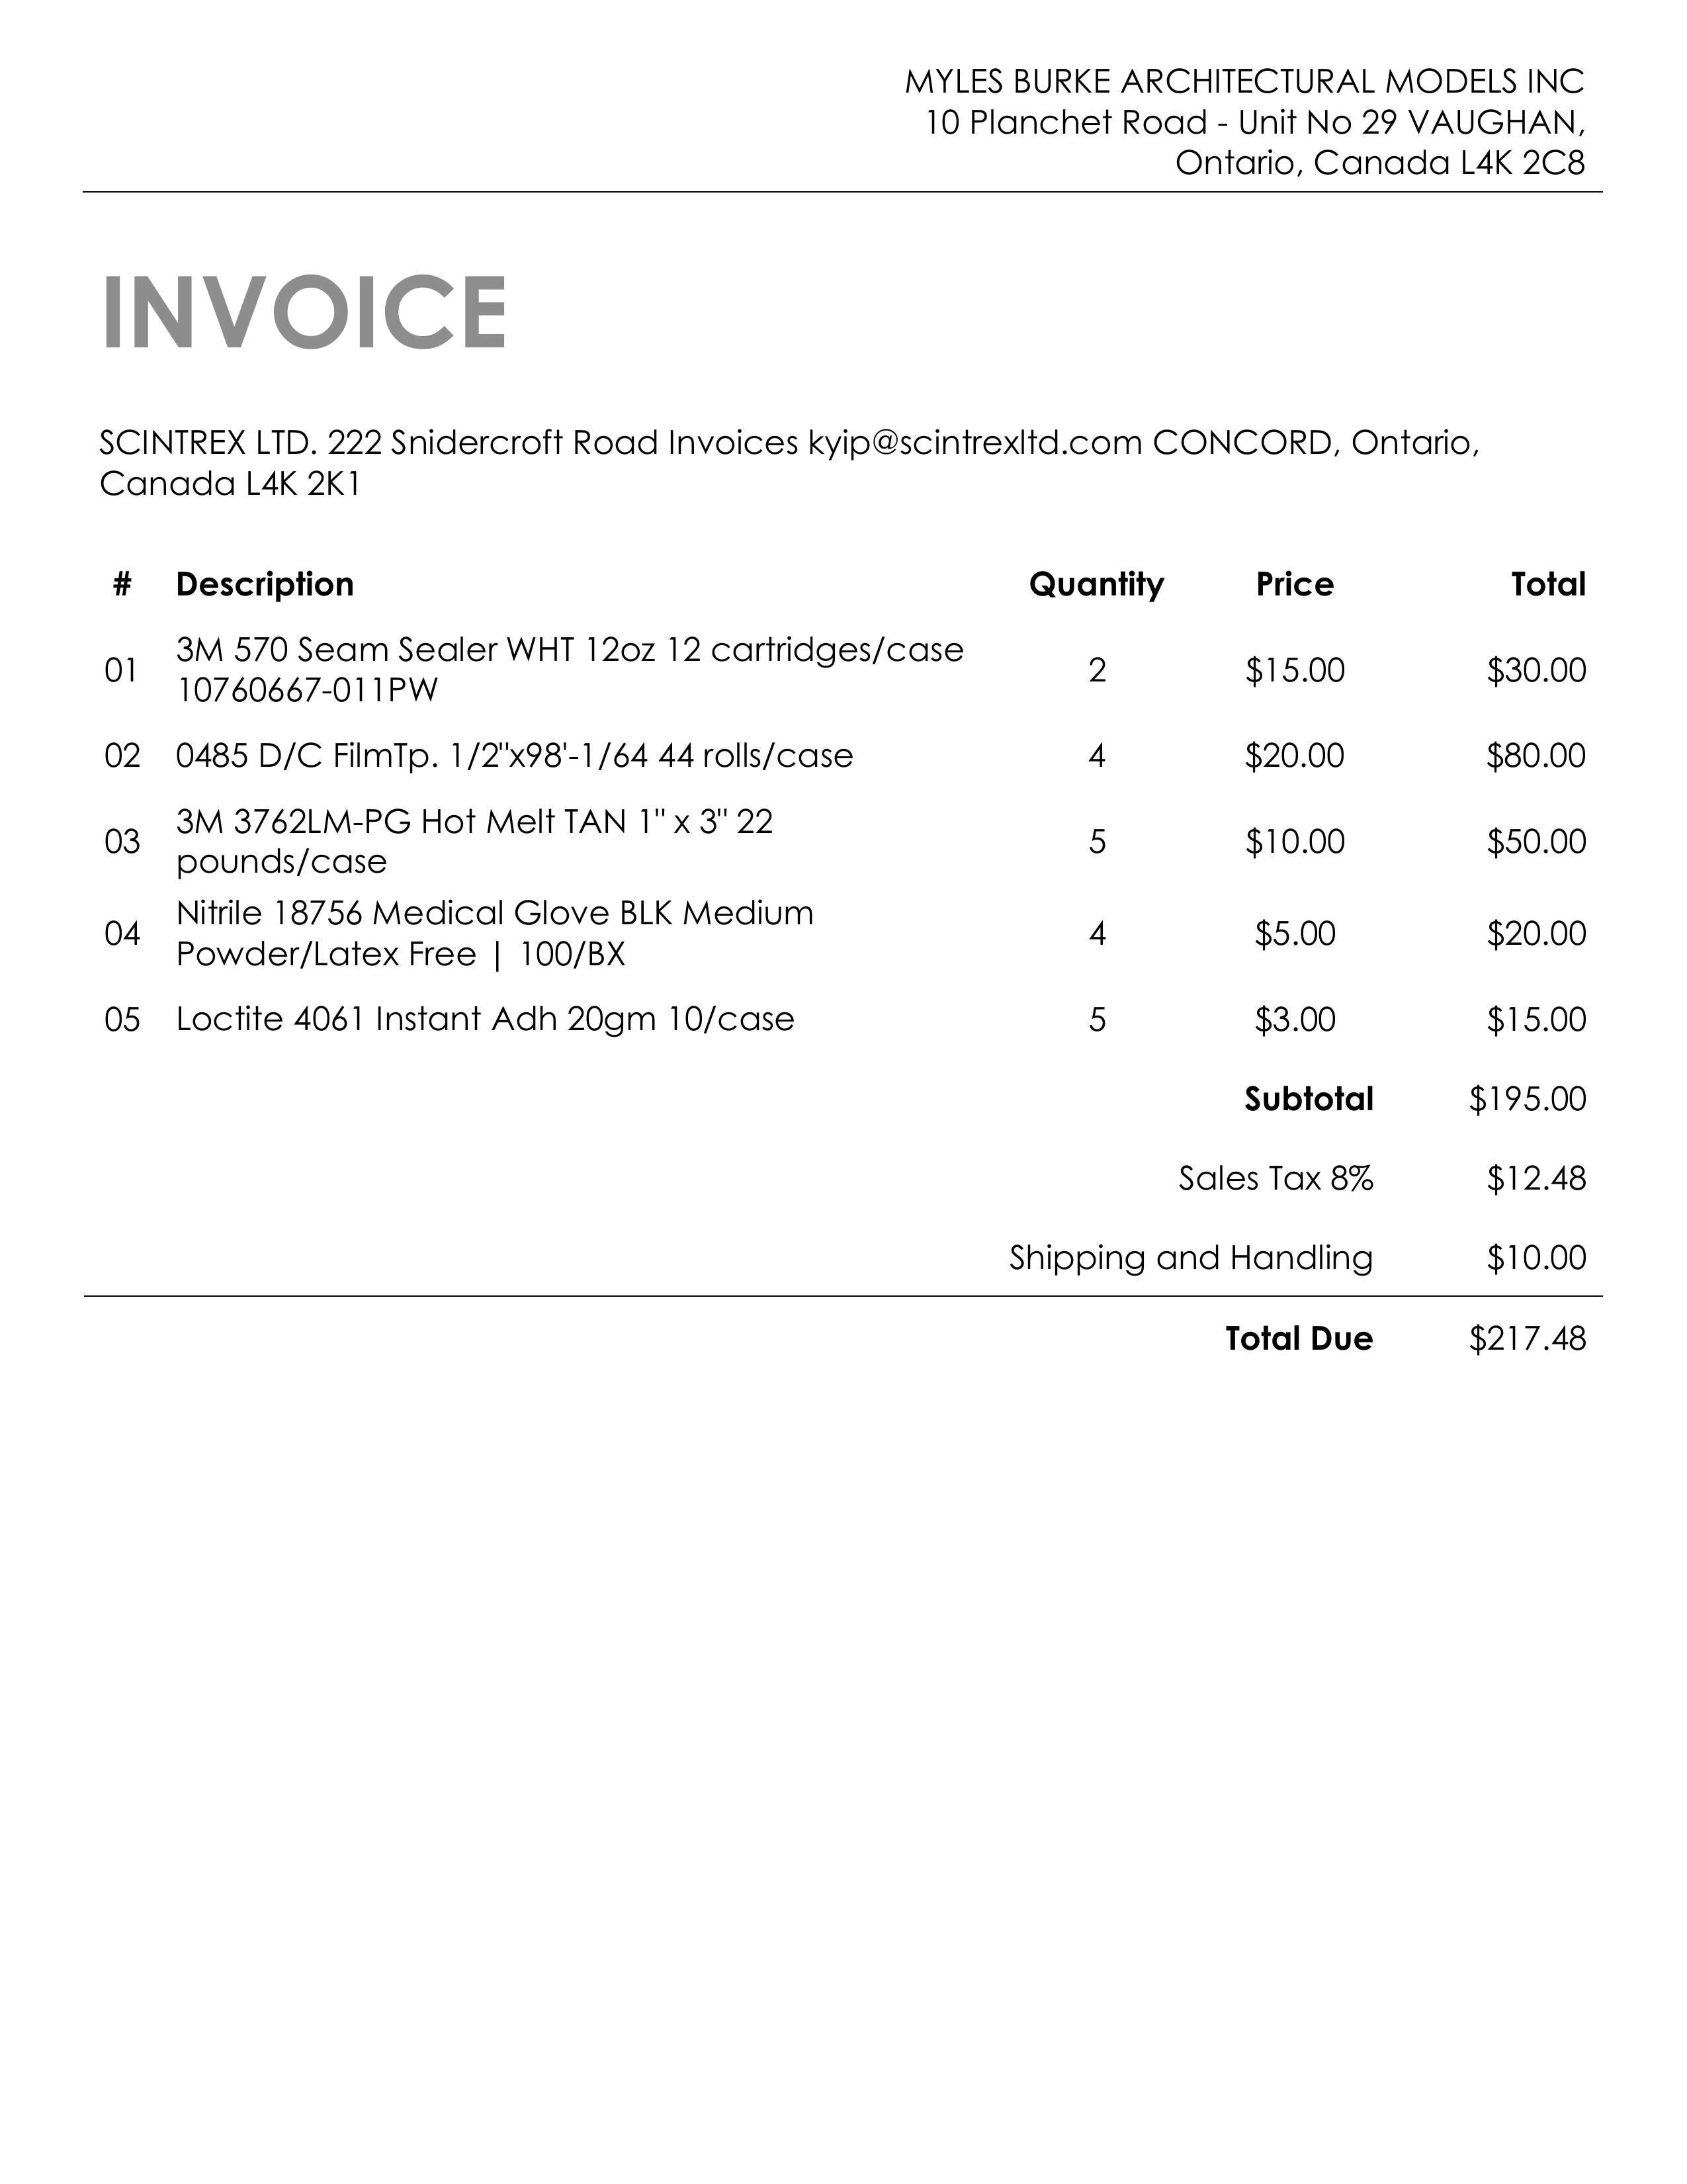 MYLES BURKE ARCHITECTURAL MODELS INC
10 Planchet Road - Unit No 29 VAUGHAN,
Ontario, Canada L4K 2C8
INVOICE
SCINTREX LTD. 222 Snidercroft Road Invoices kyip@scintrexltd.com CONCORD, Ontario,
Canada L4K 2K1
# Description Quantity Price Total
01 3M 570 Seam Sealer WHT 12oz 12 cartridges/case
10760667-011PW 2 $15.00 $30.00
02 0485 D/C FilmTp. 1/2"x98'-1/64 44 rolls/case 4 $20.00 $80.00
03 3M 3762LM-PG Hot Melt TAN 1" x 3" 22
pounds/case 5 $10.00 $50.00
04 Nitrile 18756 Medical Glove BLK Medium
Powder/Latex Free | 100/BX 4 $5.00 $20.00
05 Loctite 4061 Instant Adh 20gm 10/case 5 $3.00 $15.00
Subtotal $195.00
Sales Tax 8% $12.48
Shipping and Handling $10.00
Total Due $217.48